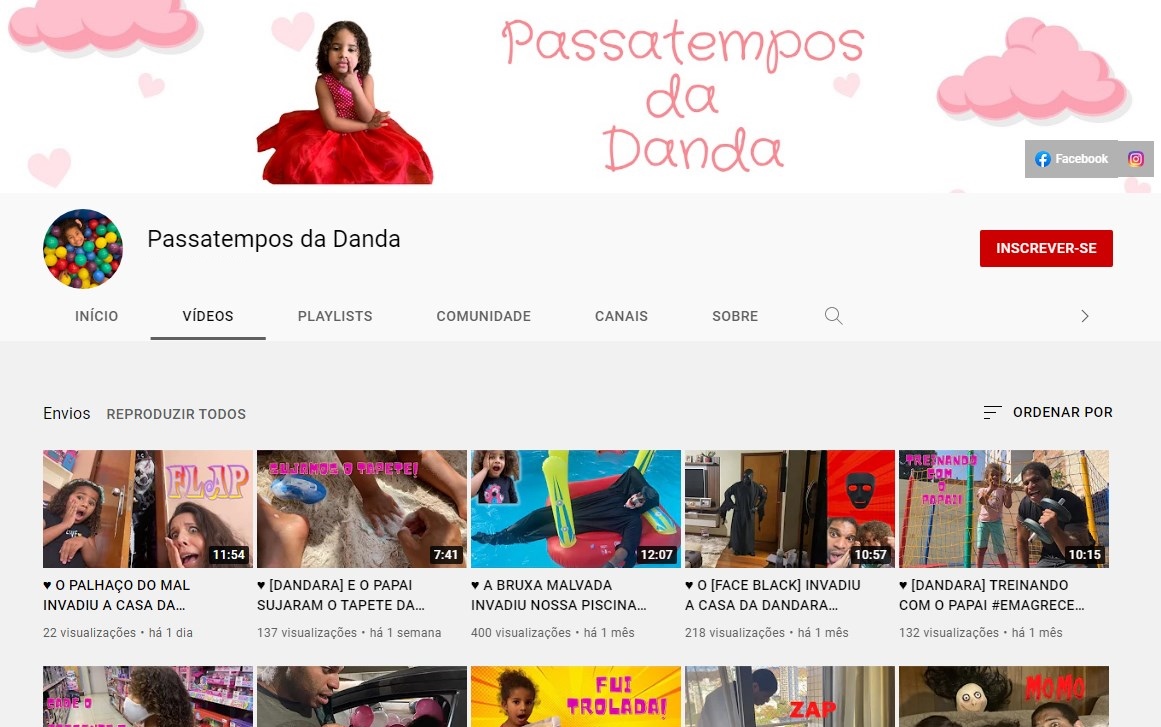 Passatempos
da
Danda
Facebook
Passatempos da Danda
INSCREVER-SE
INÍCIO VÍDEOS PLAYLISTS COMUNIDADE CANAIS SOBRE
Envios REPRODUZIR TODOS ORDENAR POR
FLAP
11:54
SUJAMOS O TAPETE!
7:41
12:07
10:57
TREINANDO
COM
O
PAPAI!
10:15
♥ O PALHAÇO DO MAL
INVADIU A CASA DA...
22 visualizações • há 1 dia
♥ [DANDARA] E O PAPAI
SUJARAM O TAPETE DA...
137 visualizações • há 1 semana
♥ A BRUXA MALVADA
INVADIU NOSSA PISCINA...
400 visualizações • há 1 mês
♥ O [FACE BLACK] INVADIU
A CASA DA DANDARA...
218 visualizações • há 1 mês
♥ [DANDARA] TREINANDO
COM O PAPAI #EMAGRECE...
132 visualizações • há 1 mês
FUI
TROLADA!
ZAP
MOMO